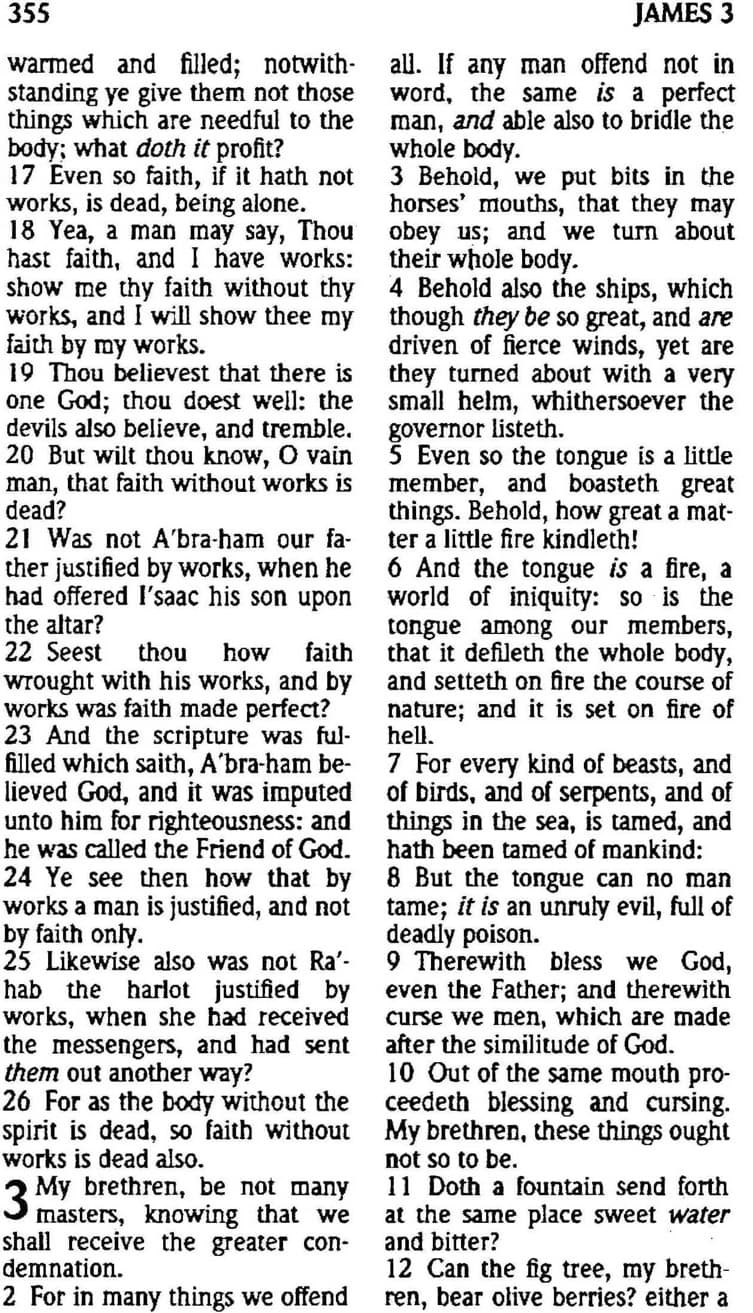 355
JAMES 3
warmed and filled; notwith-
standing ye give them not those
things which are needful to the
body; what doth it profit?
17 Even so faith, if it hath not
works, is dead, being alone.
18 Yea, a man may say, Thou
hast faith, and I have works:
show me thy faith without thy
works, and I will show thee my
faith by my works.
19 Thou believest that there is
one God; thou doest well: the
devils also believe, and tremble.
20 But wilt thou know, O vain
man, that faith without works is
dead?
21 Was not A′bra-ham our fa-
ther justified by works, when he
had offered I′saac his son upon
the altar?
22 Seest thou how faith
wrought with his works, and by
works was faith made perfect?
23 And the scripture was ful-
filled which saith, A′bra-ham be-
lieved God, and it was imputed
unto him for righteousness: and
he was called the Friend of God.
24 Ye see then how that by
works a man is justified, and not
by faith only.
25 Likewise also was not Ra′-
hab the harlot justified by
works, when she had received
the messengers, and had sent
them out another way?
26 For as the body without the
spirit is dead, so faith without
works is dead also.
3 My brethren, be not many
masters, knowing that we
shall receive the greater con-
demnation.
2 For in many things we offend
all. If any man offend not in
word, the same is a perfect
man, and able also to bridle the
whole body.
3 Behold, we put bits in the
horses' mouths, that they may
obey us; and we turn about
their whole body.
4 Behold also the ships, which
though they be so great, and are
driven of fierce winds, yet are
they turned about with a very
small helm, whithersoever the
governor listeth.
5 Even so the tongue is a little
member, and boasteth great
things. Behold, how great a mat-
ter a little fire kindleth!
6 And the tongue is a fire, a
world of iniquity: so is the
tongue among our members,
that it defileth the whole body,
and setteth on fire the course of
nature; and it is set on fire of
hell.
7 For every kind of beasts, and
of birds, and of serpents, and of
things in the sea, is tamed, and
hath been tamed of mankind:
8 But the tongue can no man
tame; it is an unruly evil, full of
deadly poison.
9 Therewith bless we God,
even the Father; and therewith
curse we men, which are made
after the similitude of God.
10 Out of the same mouth pro-
ceedeth blessing and cursing.
My brethren, these things ought
not so to be.
11 Doth a fountain send forth
at the same place sweet water
and bitter?
12 Can the fig tree, my breth-
ren, bear olive berries? either a